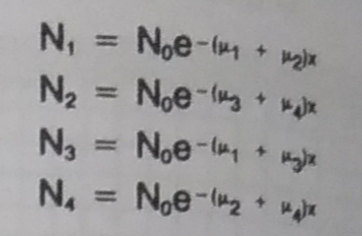 N₁ = N₀e⁻⁽μ₁ + μ₂⁾ˣ
N₂ = N₀e⁻⁽μ₃ + μ₄⁾ˣ
N₃ = N₀e⁻⁽μ₁ + μ₃⁾ˣ
N₄ = N₀e⁻⁽μ₂ + μ₄⁾ˣ